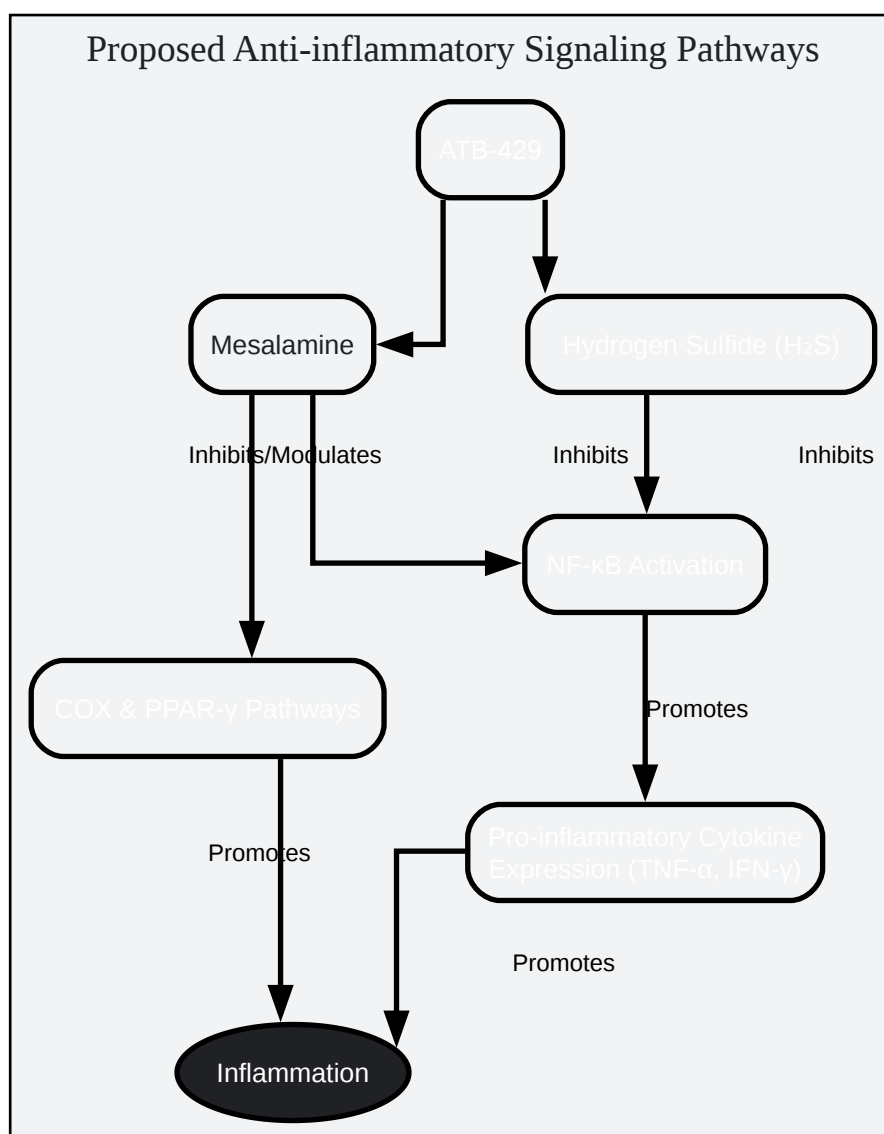 Proposed Anti-inflammatory Signaling Pathways
ATB-429
Mesalamine
Hydrogen Sulfide (H₂S)
Inhibits/Modulates
Inhibits
Inhibits
NF-κB Activation
COX & PPAR-γ Pathways
Promotes
Pro-inflammatory Cytokine
Expression (TNF-α, IFN-γ)
Promotes
Promotes
Inflammation